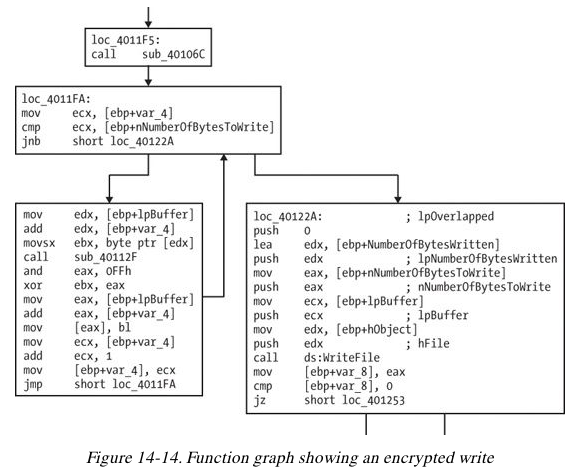 loc_4011F5:
call sub_40106C
loc_4011FA:
mov ecx, [ebp+var_4]
cmp ecx, [ebp+nNumberOfBytesToWrite]
jnb short loc_40122A
mov edx, [ebp+lpBuffer]
add edx, [ebp+var_4]
movsx ebx, byte ptr [edx]
call sub_40112F
and eax, 0FFh
xor ebx, eax
mov eax, [ebp+lpBuffer]
add eax, [ebp+var_4]
mov [eax], bl
mov ecx, [ebp+var_4]
add ecx, 1
mov [ebp+var_4], ecx
jmp short loc_4011FA
loc_40122A: ; lpOverlapped
push 0
lea edx, [ebp+NumberOfBytesWritten]
push edx ; lpNumberOfBytesWritten
mov eax, [ebp+nNumberOfBytesToWrite]
push eax ; nNumberOfBytesToWrite
mov ecx, [ebp+lpBuffer]
push ecx ; lpBuffer
mov edx, [ebp+hObject]
push edx ; hFile
call ds:WriteFile
mov [ebp+var_8], eax
cmp [ebp+var_8], 0
jz short loc_401253
Figure 14-14. Function graph showing an encrypted write